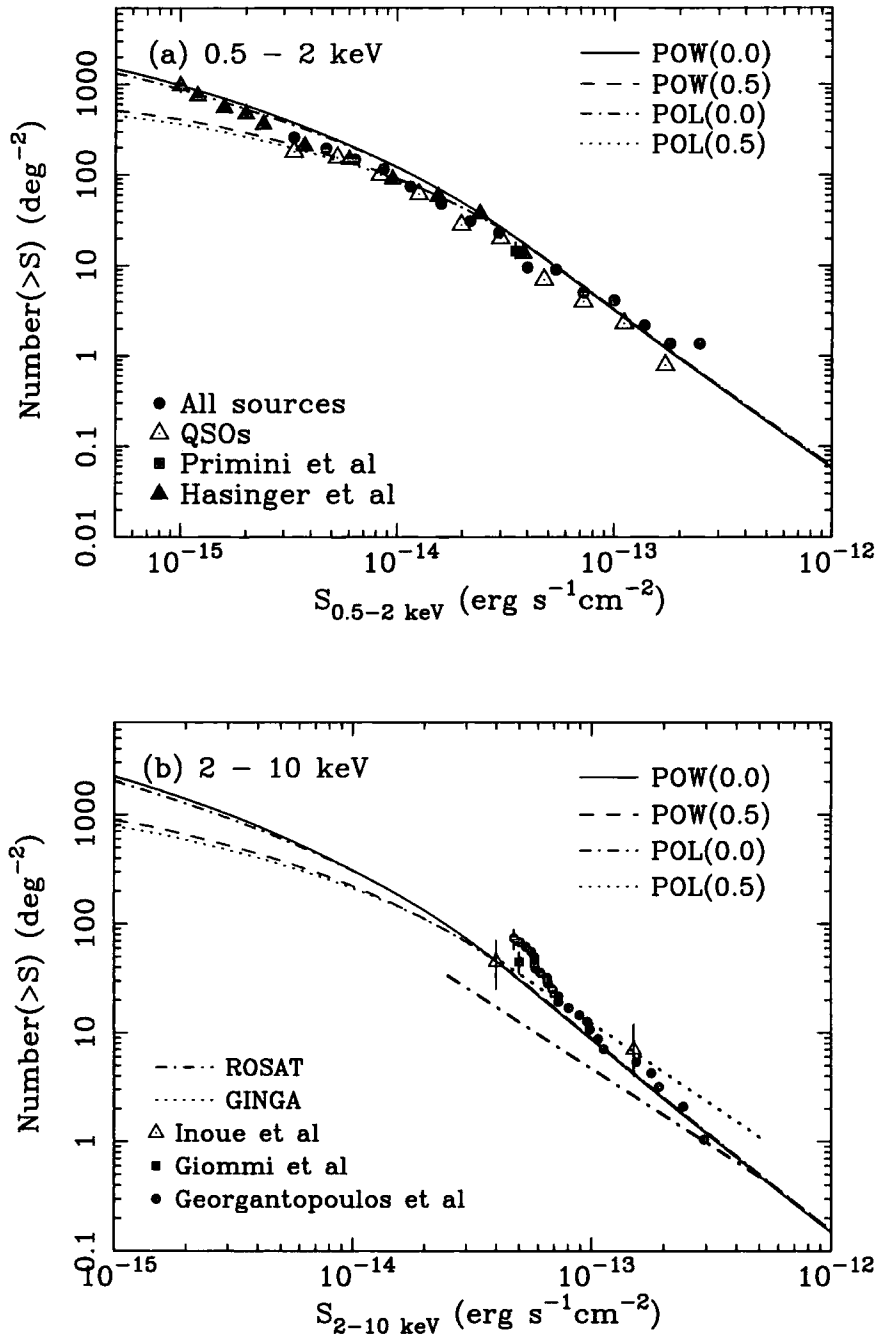 (a) 0.5 – 2 keV
POW(0.0)
POW(0.5)
POL(0.0)
POL(0.5)
All sources
QSOs
Primini et al
Hasinger et al
Number(>S) (deg⁻²)
1000
100
10
1
0.1
0.01
10⁻¹⁵
10⁻¹⁴
10⁻¹³
10⁻¹²
S₀.₅₋₂ keV (erg s⁻¹cm⁻²)
(b) 2 – 10 keV
POW(0.0)
POW(0.5)
POL(0.0)
POL(0.5)
ROSAT
GINGA
Inoue et al
Giommi et al
Georgantopoulos et al
Number(>S) (deg⁻²)
1000
100
10
1
0.1
10⁻¹⁵
10⁻¹⁴
10⁻¹³
10⁻¹²
S₂₋₁₀ keV (erg s⁻¹cm⁻²)